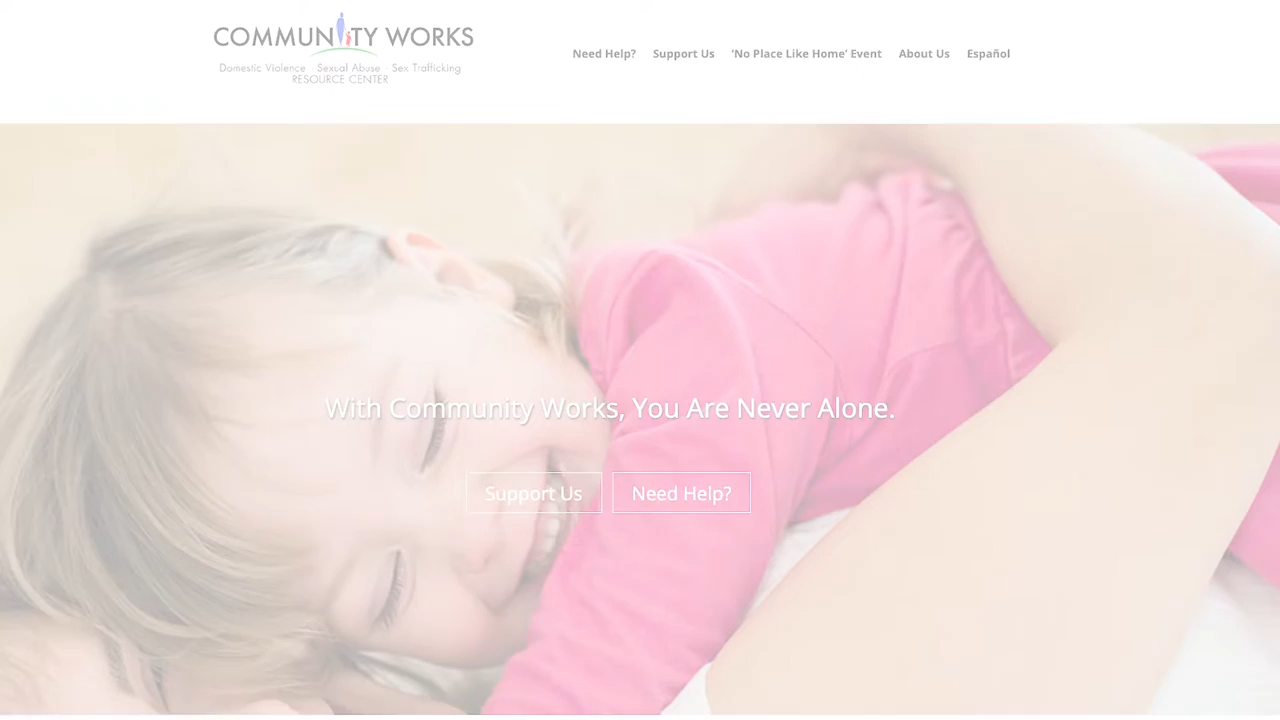 COMMUNITY WORKS
Domestic Violence · Sexual Abuse · Sex Trafficking
RESOURCE CENTER
Need Help? Support Us ‘No Place Like Home’ Event About Us Español
With Community Works, You Are Never Alone.
Support Us Need Help?